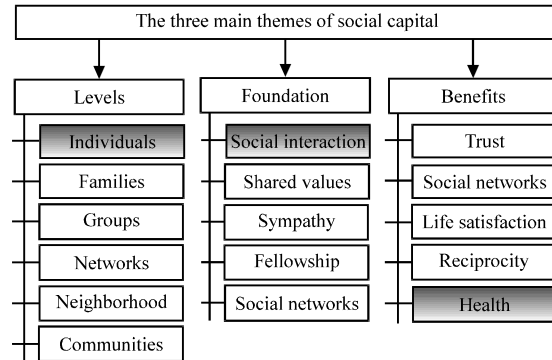 The three main themes of social capital
Levels
Individuals
Families
Groups
Networks
Neighborhood
Communities
Foundation
Social interaction
Shared values
Sympathy
Fellowship
Social networks
Benefits
Trust
Social networks
Life satisfaction
Reciprocity
Health